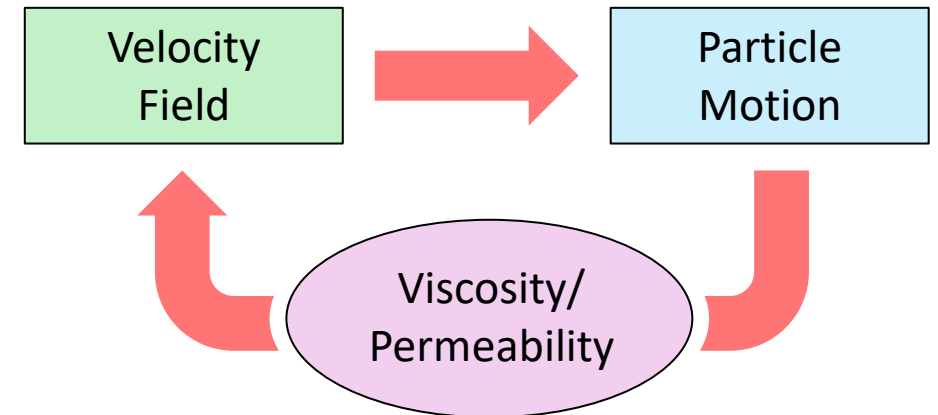 Velocity
Field
Particle
Motion
Viscosity/
Permeability